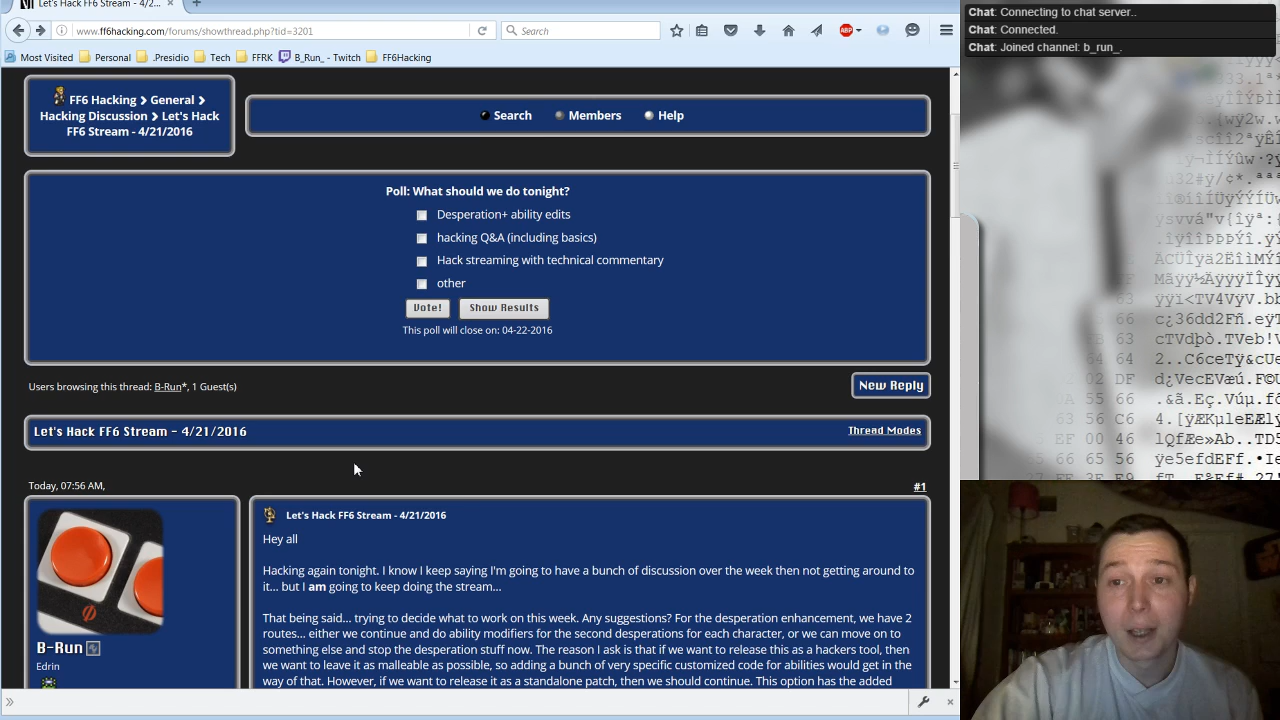 Let's Hack FF6 Stream - 4/2...
www.ff6hacking.com/forums/showthread.php?tid=3201
Search
ABP
Most Visited
Personal
.Presidio
Tech
FFRK
B_Run_ - Twitch
FF6Hacking
FF6 Hacking > General >
Hacking Discussion > Let's Hack
FF6 Stream - 4/21/2016
Search
Members
Help
Poll: What should we do tonight?
Desperation+ ability edits
hacking Q&A (including basics)
Hack streaming with technical commentary
other
Vote!
Show Results
This poll will close on: 04-22-2016
Users browsing this thread: B-Run*, 1 Guest(s)
New Reply
Let's Hack FF6 Stream - 4/21/2016
Thread Modes
Today, 07:56 AM,
#1
B-Run
Edrin
Let's Hack FF6 Stream - 4/21/2016
Hey all
Hacking again tonight. I know I keep saying I'm going to have a bunch of discussion over the week then not getting around to
it... but I am going to keep doing the stream...
That being said... trying to decide what to work on this week. Any suggestions? For the desperation enhancement, we have 2
routes... either we continue and do ability modifiers for the second desperations for each character, or we can move on to
something else and stop the desperation stuff now. The reason I ask is that if we want to release this as a hackers tool, then
we want to leave it as malleable as possible, so adding a bunch of very specific customized code for abilities would get in the
way of that. However, if we want to release it as a standalone patch, then we should continue. This option has the added
Chat: Connecting to chat server..
Chat: Connected.
Chat: Joined channel: b_run_.